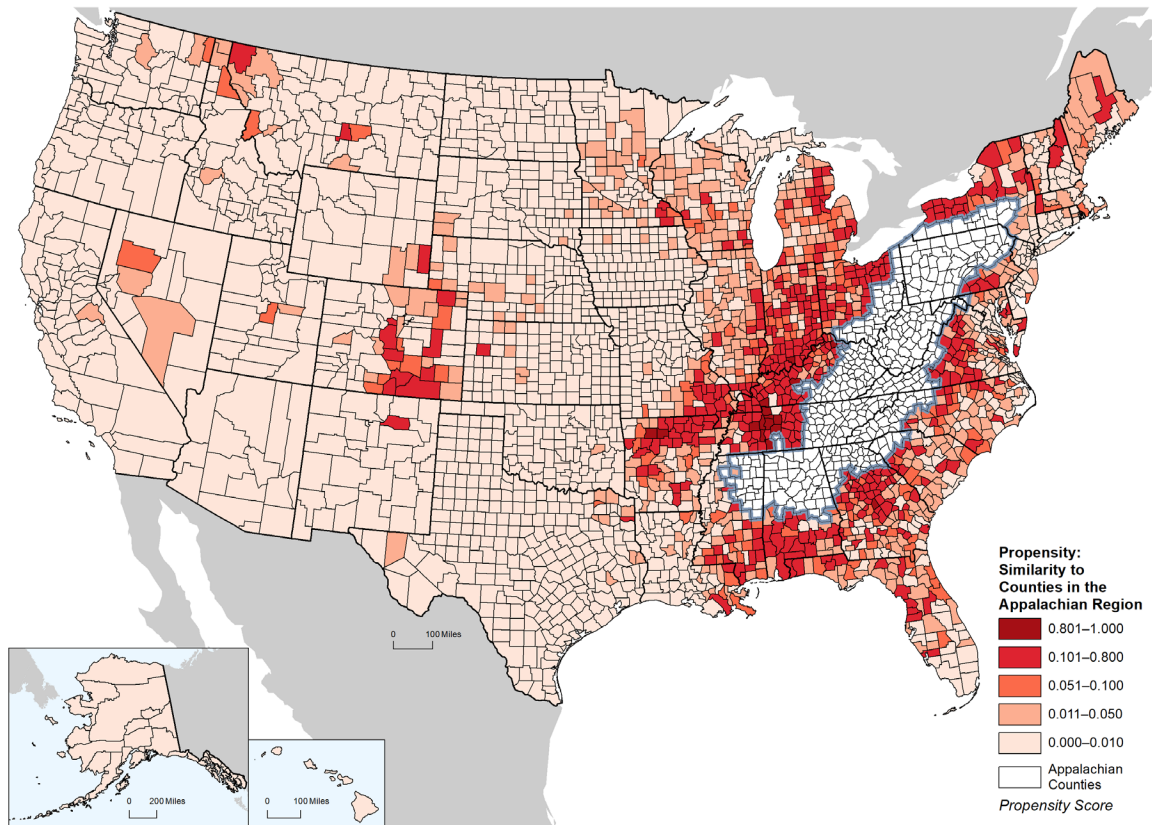 0 100 Miles
0 200 Miles
0 100 Miles
Propensity:
Similarity to
Counties in the
Appalachian Region
0.801–1.000
0.101–0.800
0.051–0.100
0.011–0.050
0.000–0.010
Appalachian
Counties
Propensity Score